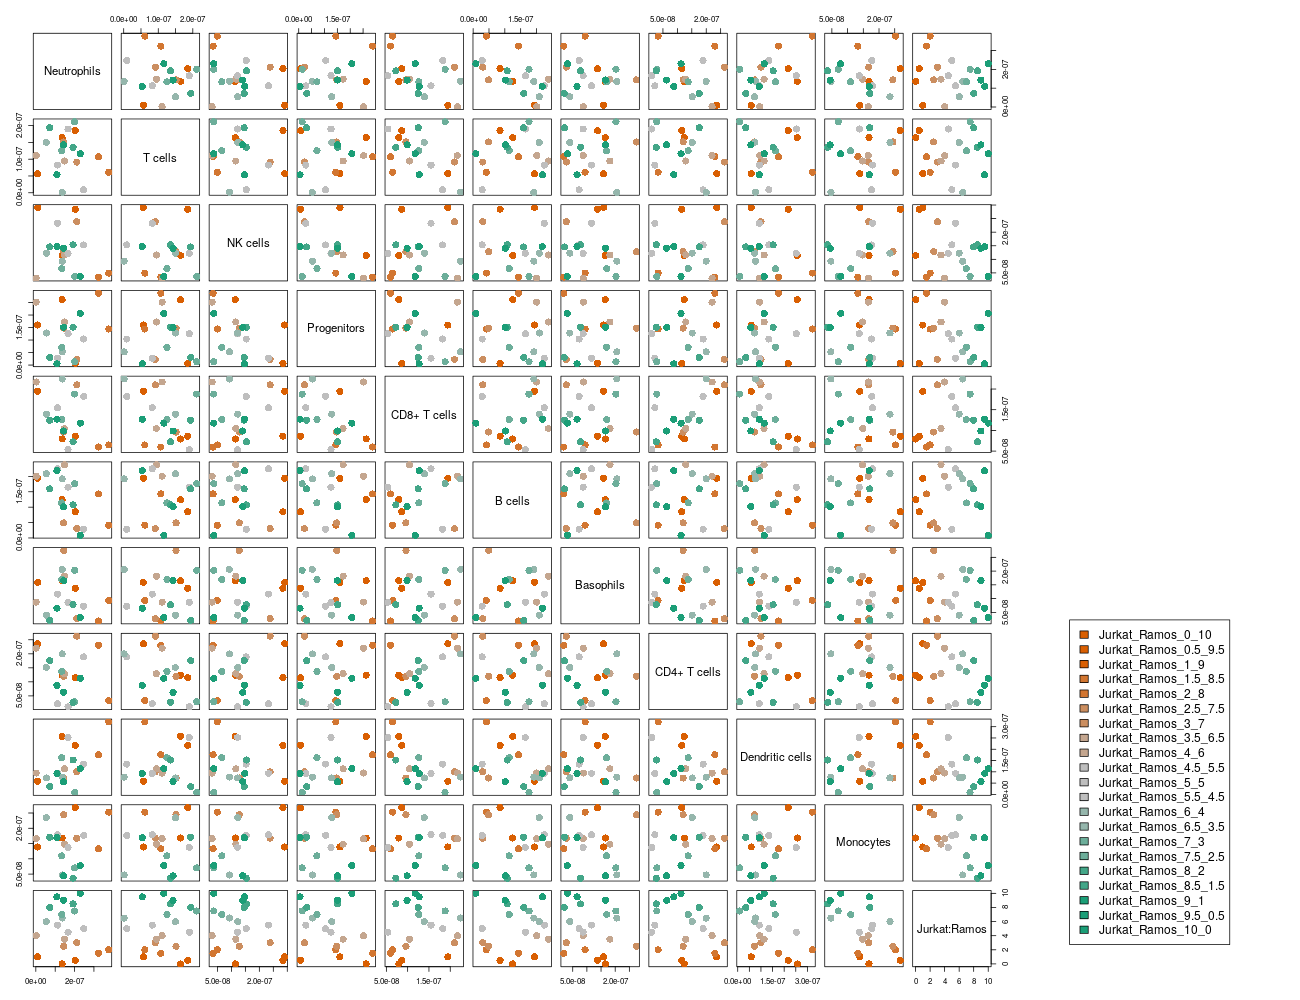 0.0e+00 1.0e-07 2.0e-07 0.0e+00 1.5e-07 0.0e+00 1.5e-07 5.0e-08 2.0e-07 5.0e-08 2.0e-07
Neutrophils
0e+00 2e-07
T cells
0.0e+00 1.0e-07 2.0e-07
NK cells
5.0e-08 2.0e-07
Progenitors
0.0e+00 1.5e-07
CD8+ T cells
5.0e-08 1.5e-07
B cells
0.0e+00 1.5e-07
Basophils
5.0e-08 2.0e-07
CD4+ T cells
5.0e-08 2.0e-07
Dendritic cells
0.0e+00 1.5e-07 3.0e-07
Monocytes
5.0e-08 2.0e-07
Jurkat:Ramos
0 2 4 6 8 10
0e+00 2e-07 5.0e-08 2.0e-07 5.0e-08 1.5e-07 5.0e-08 2.0e-07 0.0e+00 1.5e-07 3.0e-07 0 2 4 6 8 10
Jurkat_Ramos_0_10
Jurkat_Ramos_0.5_9.5
Jurkat_Ramos_1_9
Jurkat_Ramos_1.5_8.5
Jurkat_Ramos_2_8
Jurkat_Ramos_2.5_7.5
Jurkat_Ramos_3_7
Jurkat_Ramos_3.5_6.5
Jurkat_Ramos_4_6
Jurkat_Ramos_4.5_5.5
Jurkat_Ramos_5_5
Jurkat_Ramos_5.5_4.5
Jurkat_Ramos_6_4
Jurkat_Ramos_6.5_3.5
Jurkat_Ramos_7_3
Jurkat_Ramos_7.5_2.5
Jurkat_Ramos_8_2
Jurkat_Ramos_8.5_1.5
Jurkat_Ramos_9_1
Jurkat_Ramos_9.5_0.5
Jurkat_Ramos_10_0